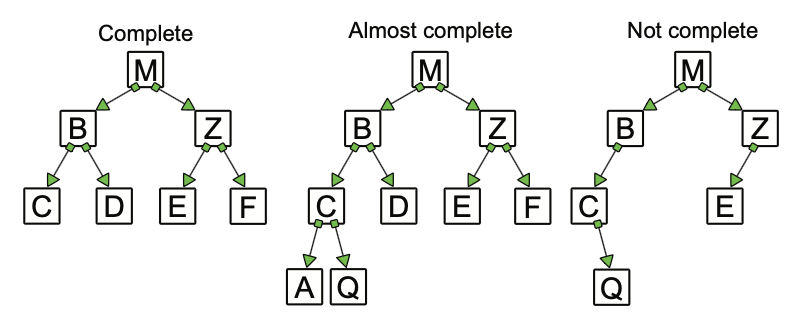 Complete Almost complete Not complete
M M M
B Z B Z B Z
C D E F C D E F C E
A Q Q